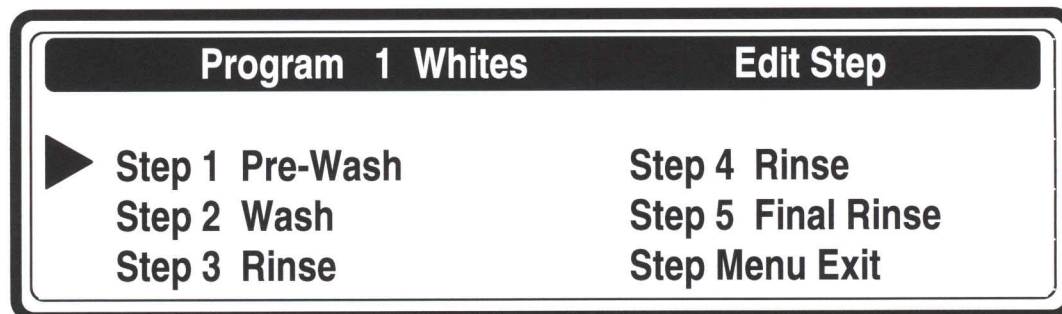 Program 1 Whites Edit Step
Step 1 Pre-Wash
Step 2 Wash
Step 3 Rinse
Step 4 Rinse
Step 5 Final Rinse
Step Menu Exit